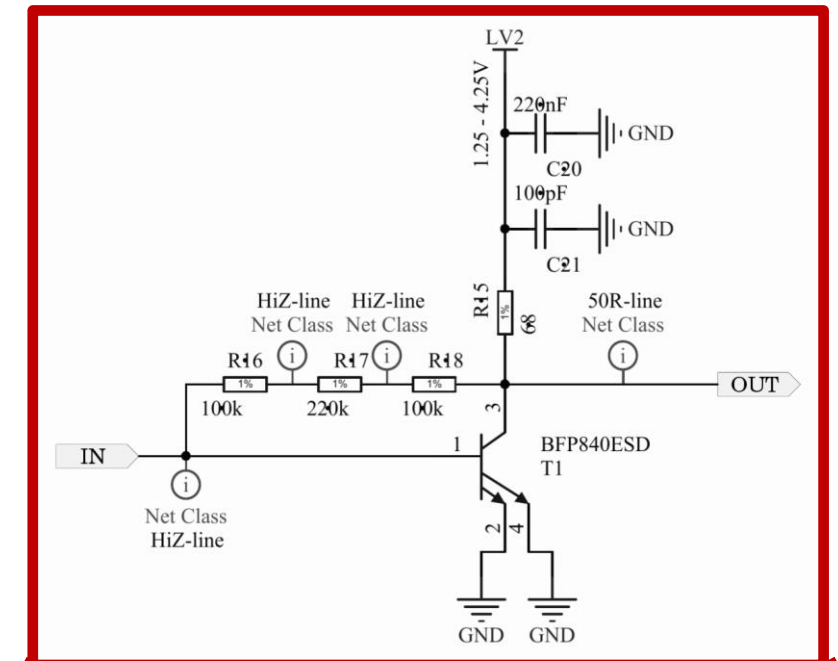 LV2
1.25 - 4.25V
220nF
GND
C20
100pF
GND
C21
R15
1%
68
HiZ-line HiZ-line
Net Class Net Class
i
i
50R-line
Net Class
i
R16 R17 R18
1% 1% 1%
100k 220k 100k
OUT
3
IN
1
BFP840ESD
T1
i
Net Class
HiZ-line
2 4
GND GND